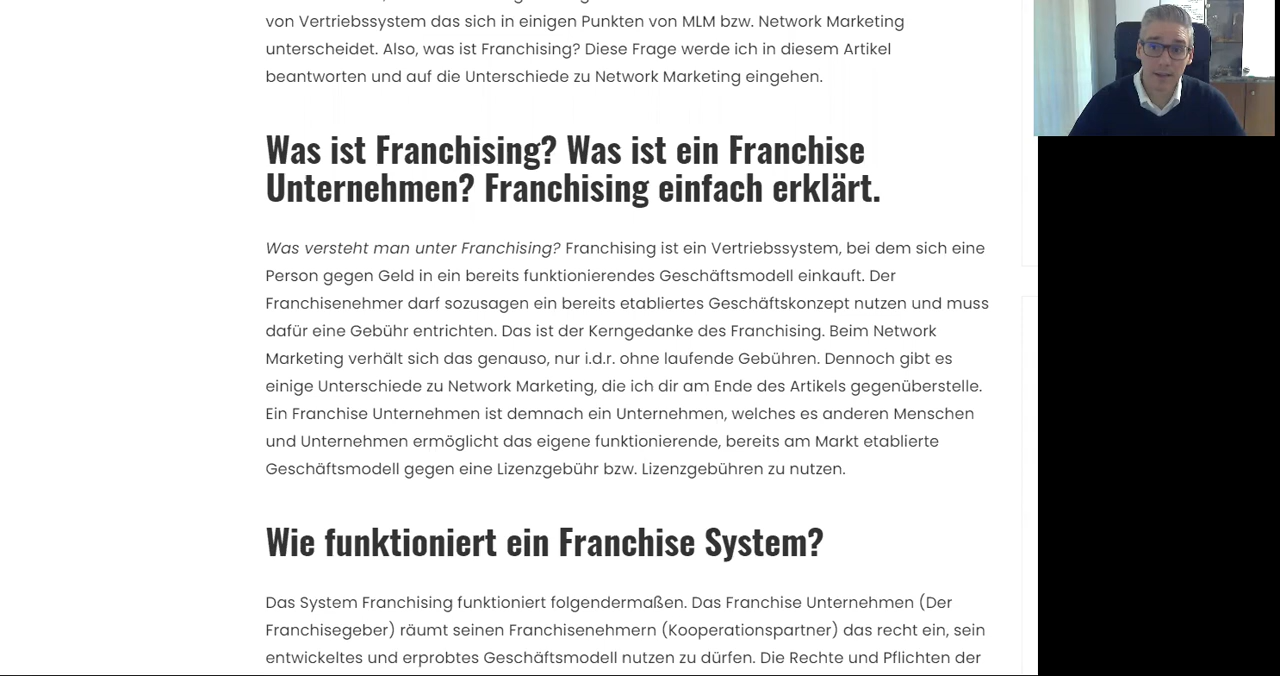 von Vertriebssystem das sich in einigen Punkten von MLM bzw. Network Marketing
unterscheidet. Also, was ist Franchising? Diese Frage werde ich in diesem Artikel
beantworten und auf die Unterschiede zu Network Marketing eingehen.
Was ist Franchising? Was ist ein Franchise
Unternehmen? Franchising einfach erklärt.
Was versteht man unter Franchising? Franchising ist ein Vertriebssystem, bei dem sich eine
Person gegen Geld in ein bereits funktionierendes Geschäftsmodell einkauft. Der
Franchisenehmer darf sozusagen ein bereits etabliertes Geschäftskonzept nutzen und muss
dafür eine Gebühr entrichten. Das ist der Kerngedanke des Franchising. Beim Network
Marketing verhält sich das genauso, nur i.d.r. ohne laufende Gebühren. Dennoch gibt es
einige Unterschiede zu Network Marketing, die ich dir am Ende des Artikels gegenüberstelle.
Ein Franchise Unternehmen ist demnach ein Unternehmen, welches es anderen Menschen
und Unternehmen ermöglicht das eigene funktionierende, bereits am Markt etablierte
Geschäftsmodell gegen eine Lizenzgebühr bzw. Lizenzgebühren zu nutzen.
Wie funktioniert ein Franchise System?
Das System Franchising funktioniert folgendermaßen. Das Franchise Unternehmen (Der
Franchisegeber) räumt seinen Franchisenehmern (Kooperationspartner) das recht ein, sein
entwickeltes und erprobtes Geschäftsmodell nutzen zu dürfen. Die Rechte und Pflichten der